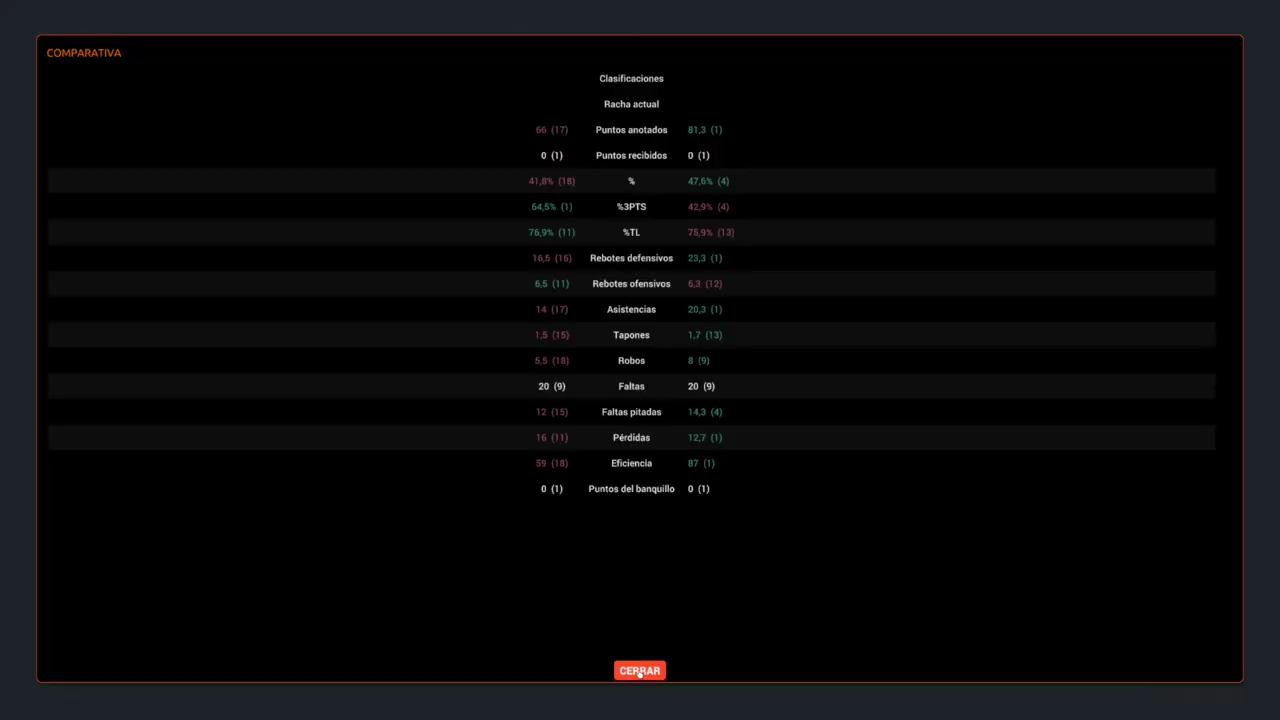 COMPARATIVA
Clasificaciones
Racha actual
66 (17) Puntos anotados 81,3 (1)
0 (1) Puntos recibidos 0 (1)
41,8% (18) % 47,6% (4)
64,5% (1) %3PTS 42,9% (4)
76,9% (11) %TL 75,9% (13)
16,5 (16) Rebotes defensivos 23,3 (1)
6,5 (11) Rebotes ofensivos 6,3 (12)
14 (17) Asistencias 20,3 (1)
1,5 (15) Tapones 1,7 (13)
5,5 (18) Robos 8 (9)
20 (9) Faltas 20 (9)
12 (15) Faltas pitadas 14,3 (4)
16 (11) Pérdidas 12,7 (1)
59 (18) Eficiencia 87 (1)
0 (1) Puntos del banquillo 0 (1)
CERRAR